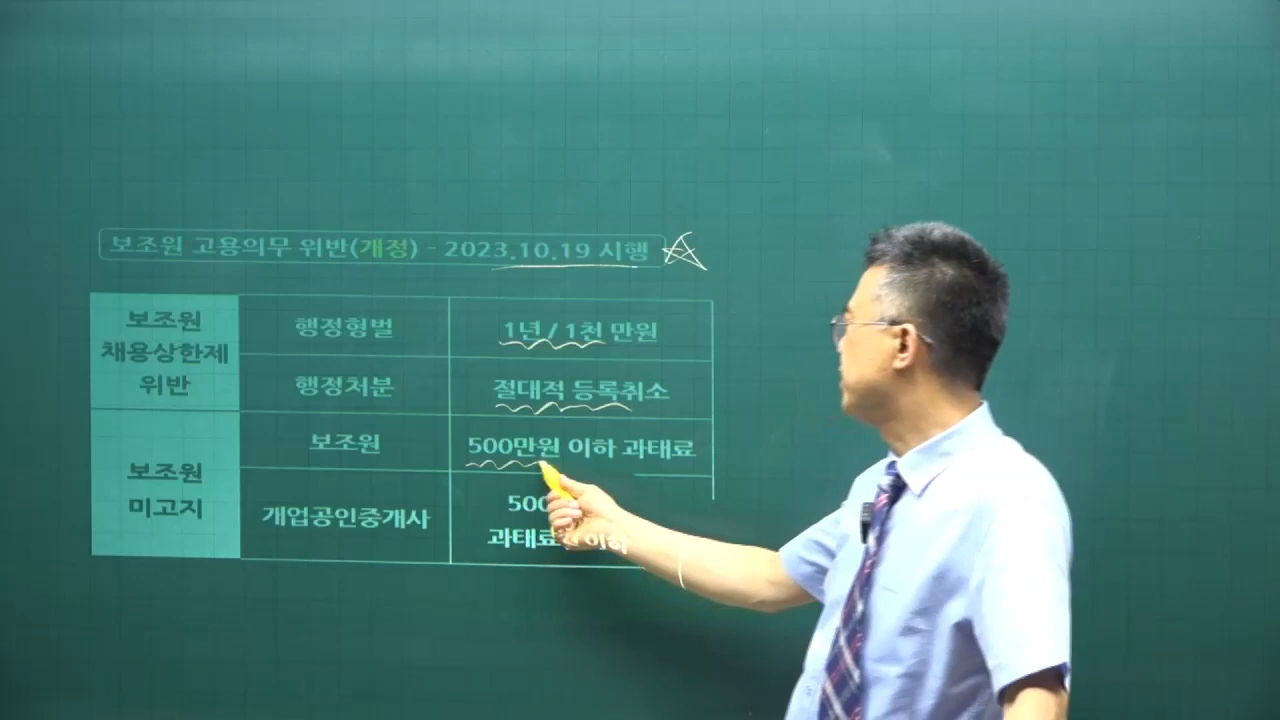 보조원 고용의무 위반(개정) - 2023.10.19 시행
보조원
채용상한제
위반
행정형벌
1년 / 1천 만원
행정처분
절대적 등록취소
보조원
미고지
보조원
500만원 이하 과태료
개업공인중개사
500
과태료 이하